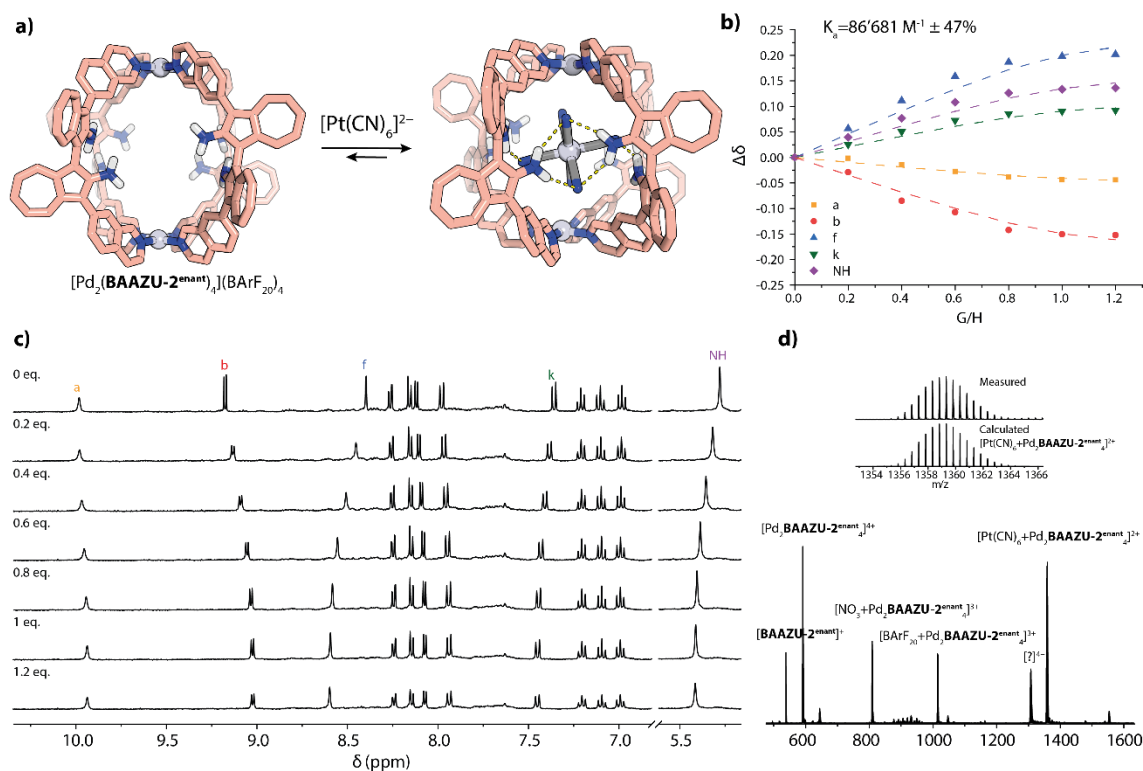 a)
[Pt(CN)₆]²⁻
[Pd₂(BAAZU-2ᵉⁿᵃⁿᵗ)₄](BArF₂₀)₄
b)
Kₐ=86'681 M⁻¹ ± 47%
0.25
0.20
0.15
0.10
0.05
0.00
-0.05
-0.10
-0.15
-0.20
-0.25
Δδ
a
b
f
k
NH
0.0 0.2 0.4 0.6 0.8 1.0 1.2
G/H
c)
a b f k NH
0 eq.
0.2 eq.
0.4 eq.
0.6 eq.
0.8 eq.
1 eq.
1.2 eq.
10.0 9.5 9.0 8.5 8.0 7.5 7.0 5.5
δ (ppm)
d)
Measured
Calculated
[Pt(CN)₆+Pd₂BAAZU-2ᵉⁿᵃⁿᵗ₄]²⁺
1354 1356 1358 1360 1362 1364 1366
m/z
[Pd₂BAAZU-2ᵉⁿᵃⁿᵗ₄]⁴⁺
[Pt(CN)₆+Pd₂BAAZU-2ᵉⁿᵃⁿᵗ₄]²⁺
[NO₃+Pd₂BAAZU-2ᵉⁿᵃⁿᵗ₄]³⁺
[BAAZU-2ᵉⁿᵃⁿᵗ]⁺
[BArF₂₀+Pd₂BAAZU-2ᵉⁿᵃⁿᵗ₄]³⁺
[?]⁴⁻
600 800 1000 1200 1400 1600